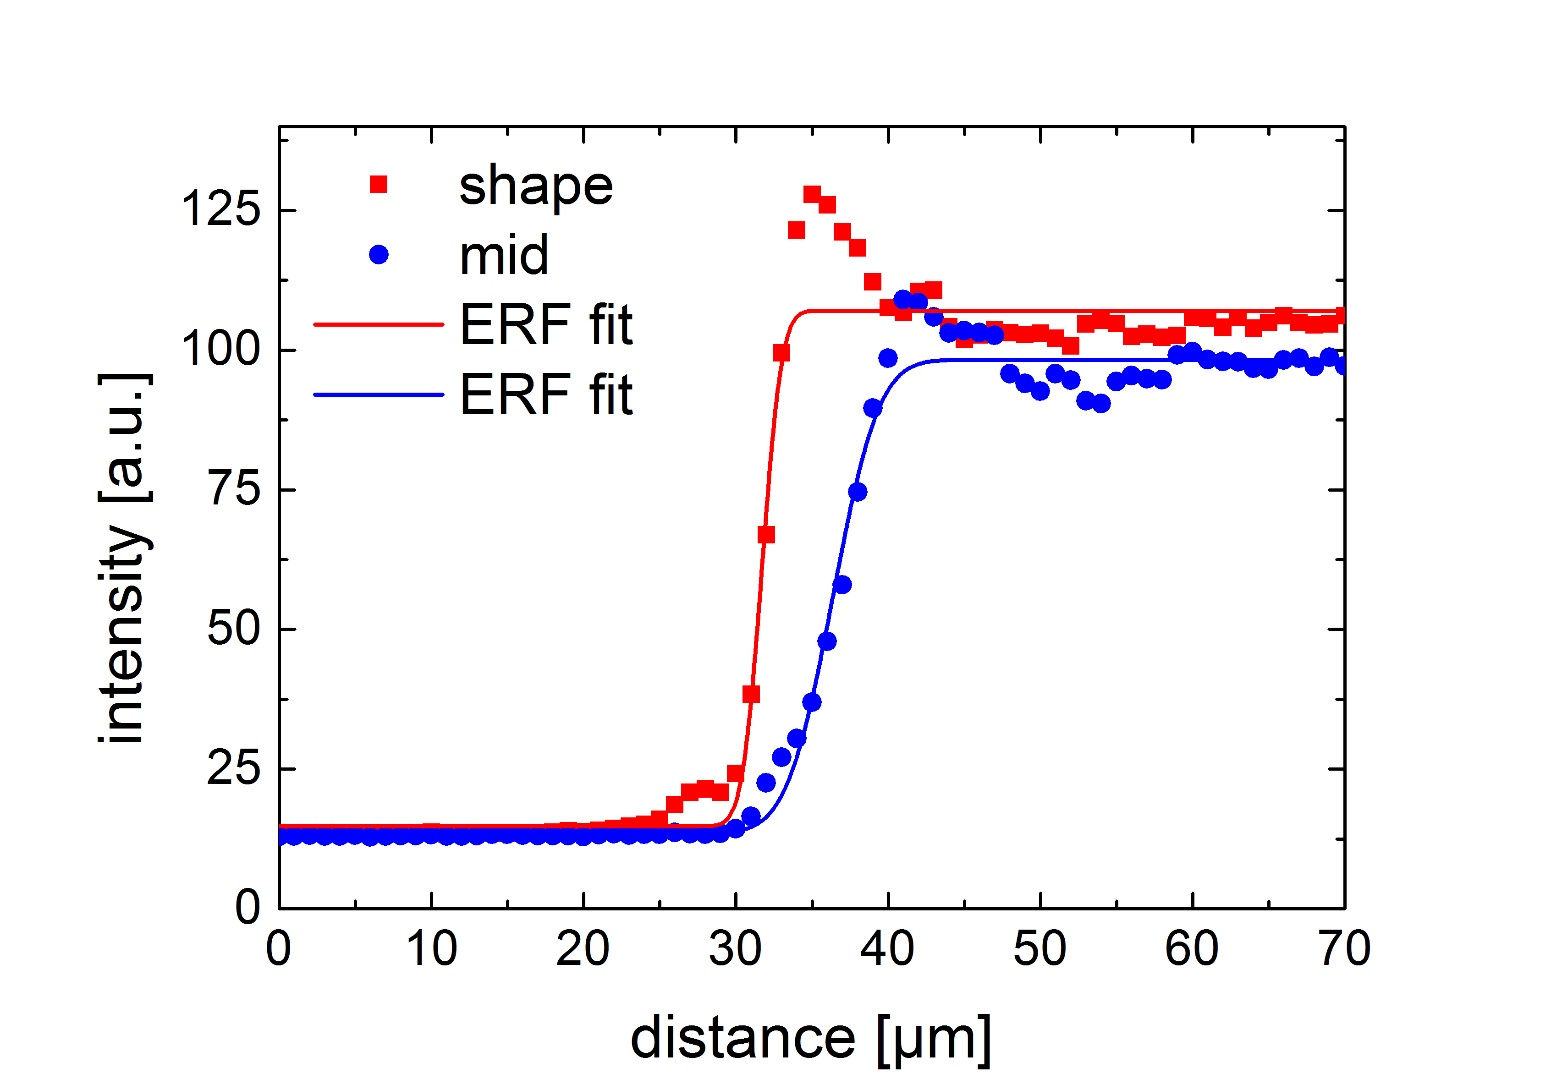 shape
mid
ERF fit
ERF fit
125
100
75
50
25
0
intensity [a.u.]
0 10 20 30 40 50 60 70
distance [µm]